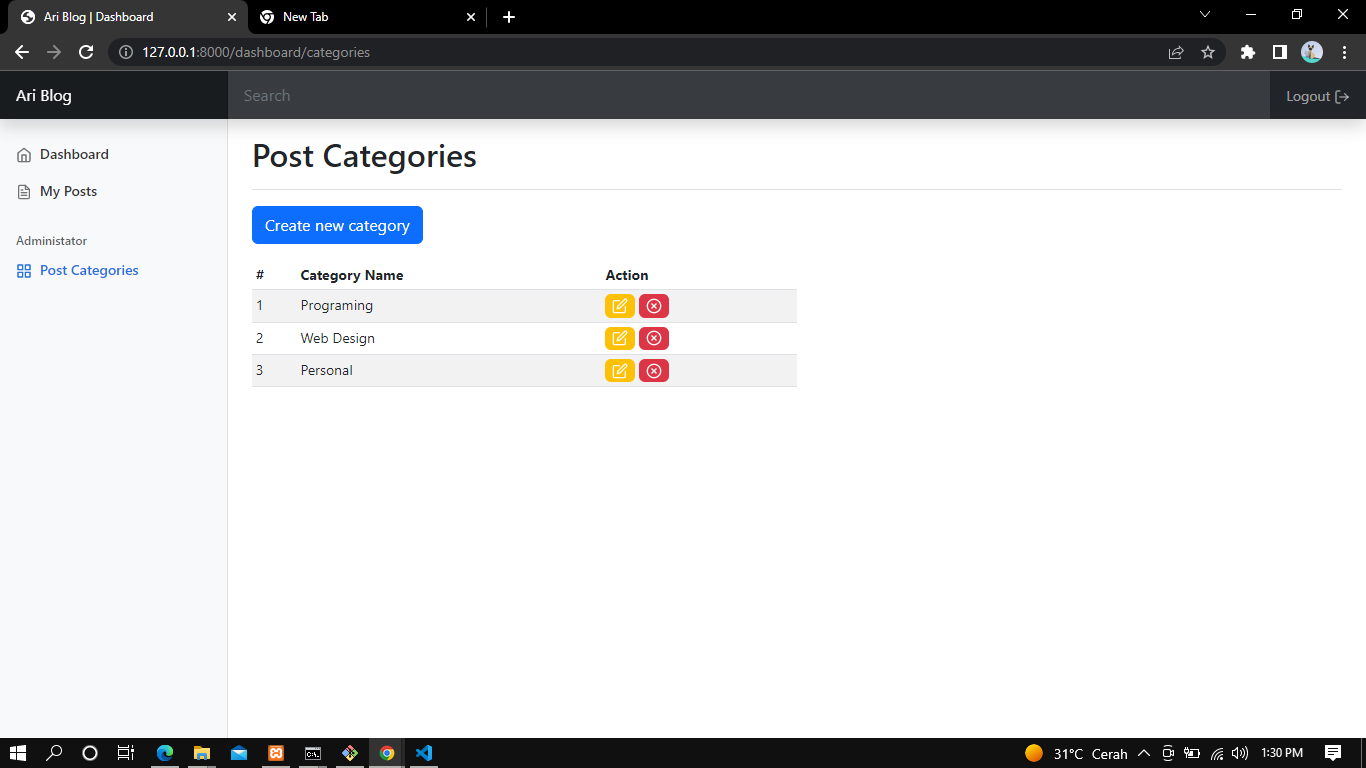 Ari Blog | Dashboard
New Tab
127.0.0.1:8000/dashboard/categories
Ari Blog
Search
Logout
Dashboard
My Posts
Administator
Post Categories
Post Categories
Create new category
# Category Name Action
1 Programing
2 Web Design
3 Personal
31°C Cerah
1:30 PM